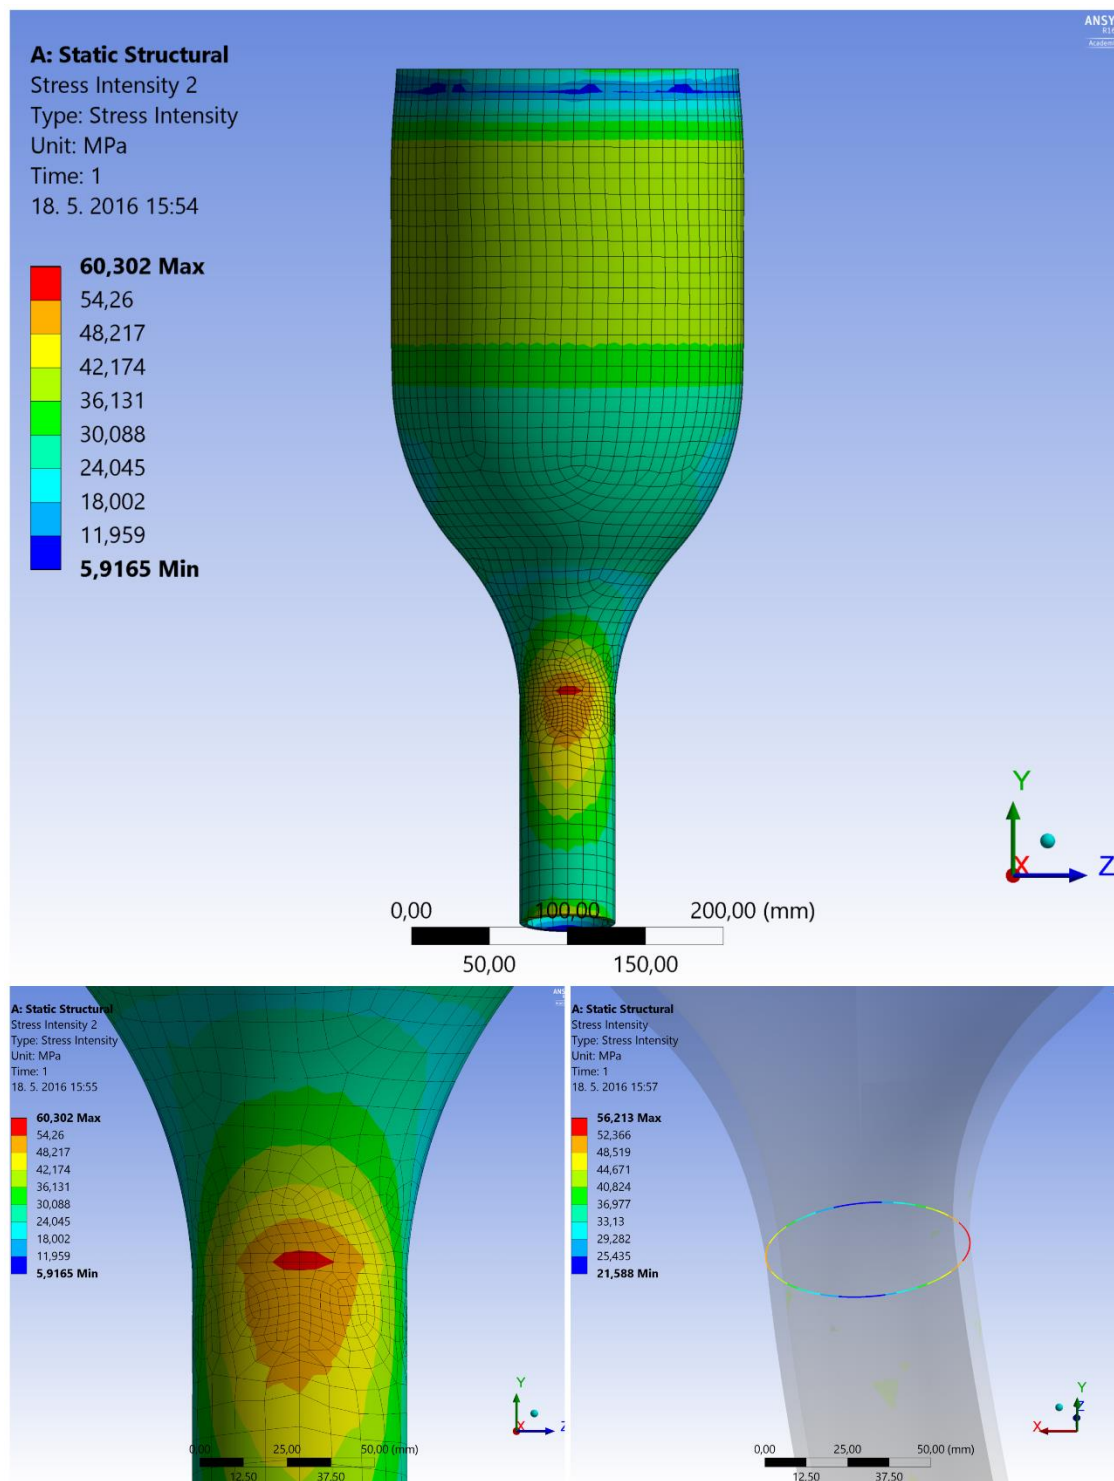 ANSY
R16
Academi
A: Static Structural
Stress Intensity 2
Type: Stress Intensity
Unit: MPa
Time: 1
18. 5. 2016 15:54
60,302 Max
54,26
48,217
42,174
36,131
30,088
24,045
18,002
11,959
5,9165 Min
Y
X
Z
0,00
100,00
200,00 (mm)
50,00
150,00
A: Static Structural
Stress Intensity 2
Type: Stress Intensity
Unit: MPa
Time: 1
18. 5. 2016 15:55
60,302 Max
54,26
48,217
42,174
36,131
30,088
24,045
18,002
11,959
5,9165 Min
Y
X
Z
0,00
25,00
50,00 (mm)
12,50
37,50
A: Static Structural
Stress Intensity
Type: Stress Intensity
Unit: MPa
Time: 1
18. 5. 2016 15:57
56,213 Max
52,366
48,519
44,671
40,824
36,977
33,13
29,282
25,435
21,588 Min
Y
Z
X
0,00
25,00
50,00 (mm)
12,50
37,50